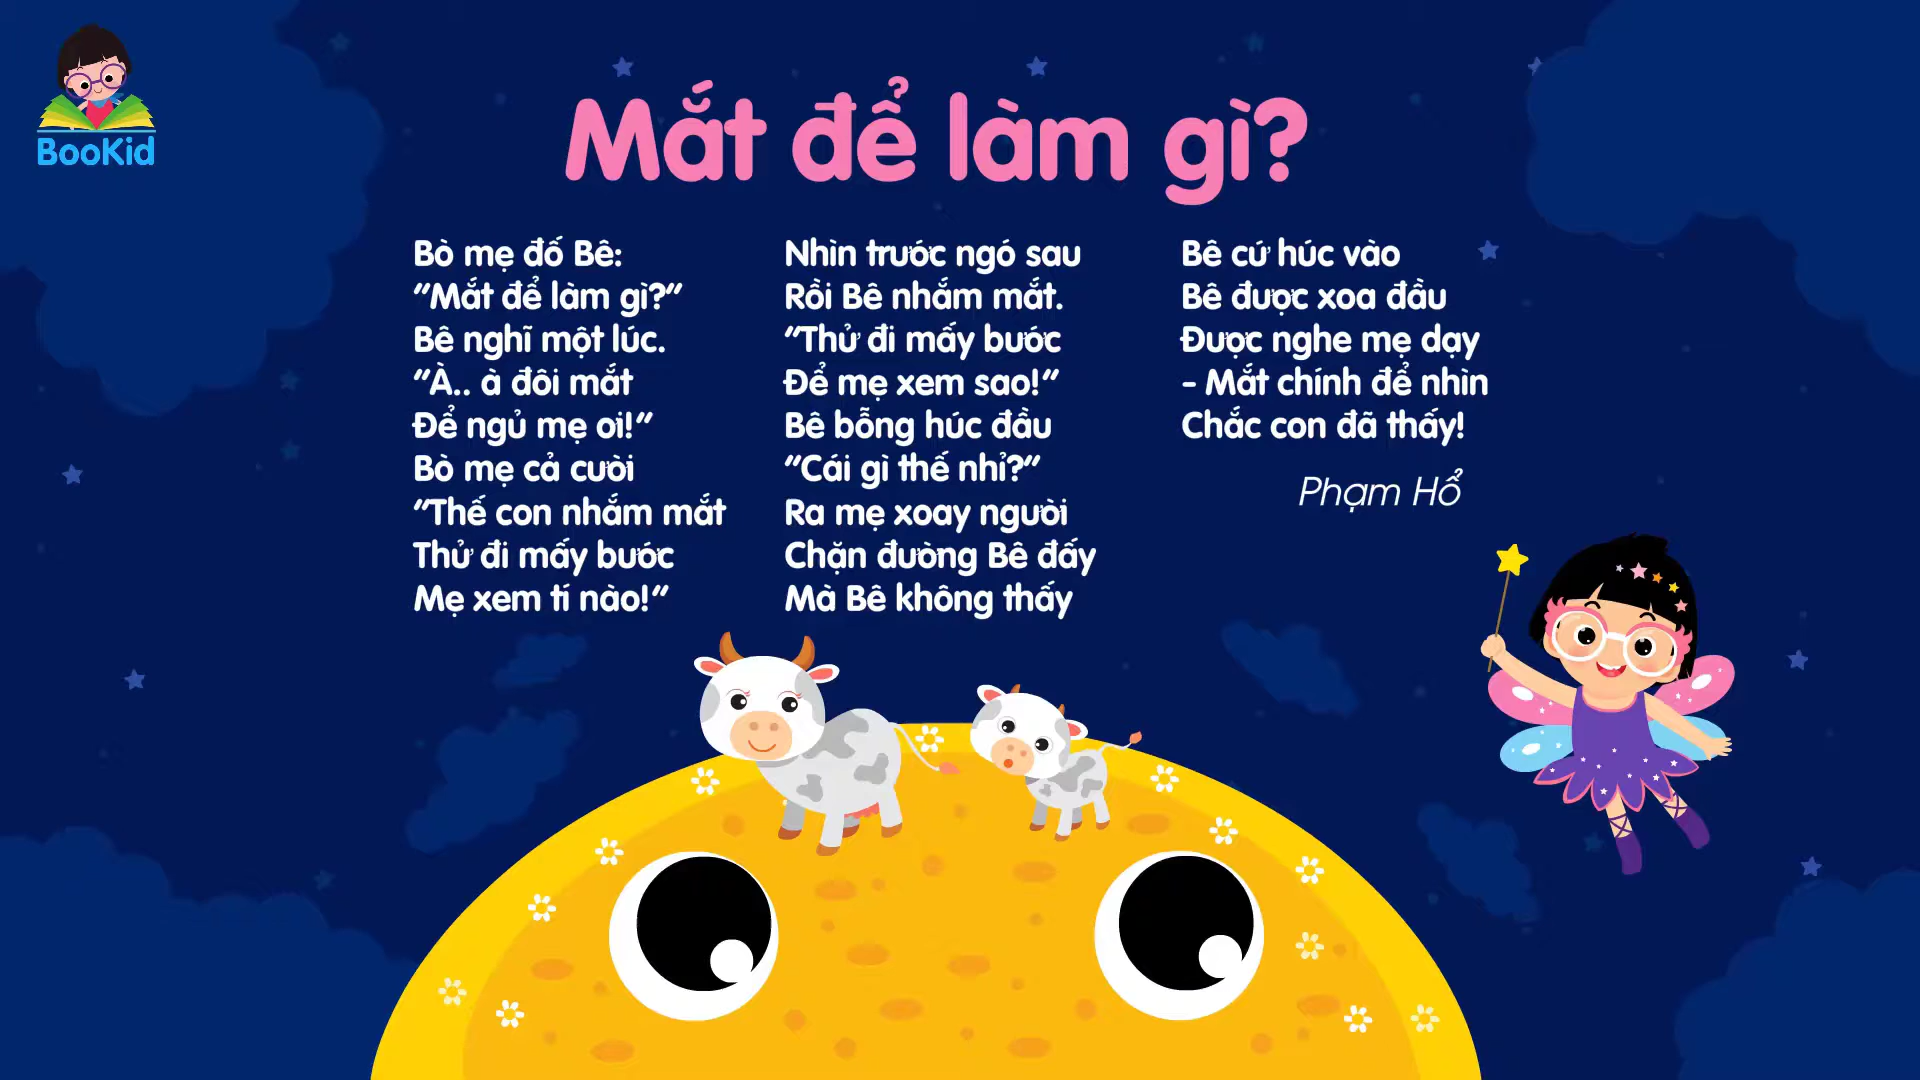 BooKid
Mắt để làm gì?
Bò mẹ đố Bê:
"Mắt để làm gì?"
Bê nghĩ một lúc.
"À.. à đôi mắt
Để ngủ mẹ ơi!"
Bò mẹ cả cười
"Thế con nhắm mắt
Thử đi mấy bước
Mẹ xem tí nào!"
Nhìn trước ngó sau
Rồi Bê nhắm mắt.
"Thử đi mấy bước
Để mẹ xem sao!"
Bê bỗng húc đầu
"Cái gì thế nhỉ?"
Ra mẹ xoay người
Chặn đường Bê đấy
Mà Bê không thấy
Bê cứ húc vào
Bê được xoa đầu
Được nghe mẹ dạy
- Mắt chính để nhìn
Chắc con đã thấy!
Phạm Hổ